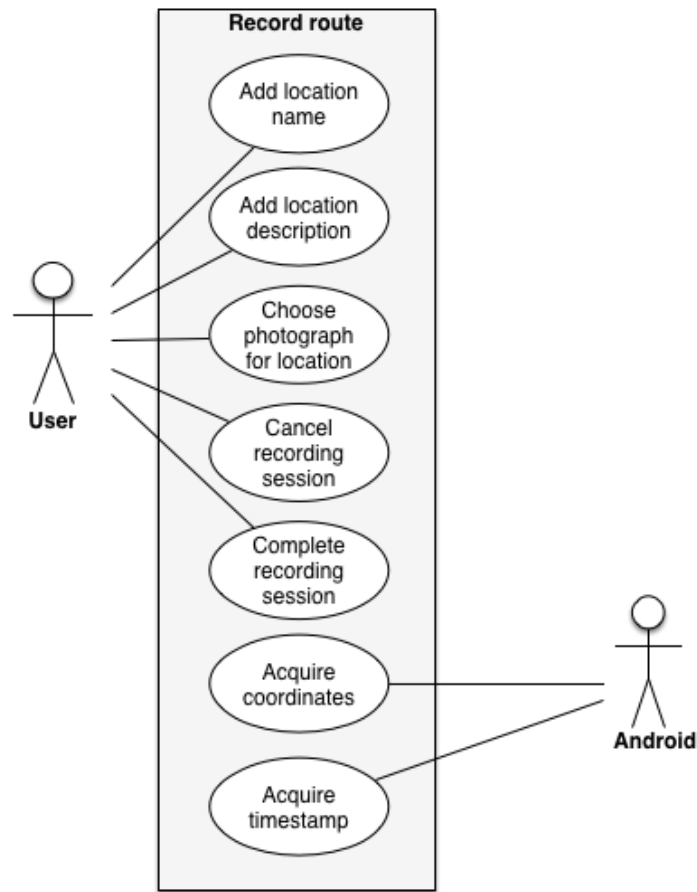 Record route
Add location
name
Add location
description
Choose
photograph
for location
User
Cancel
recording
session
Complete
recording
session
Acquire
coordinates
Android
Acquire
timestamp